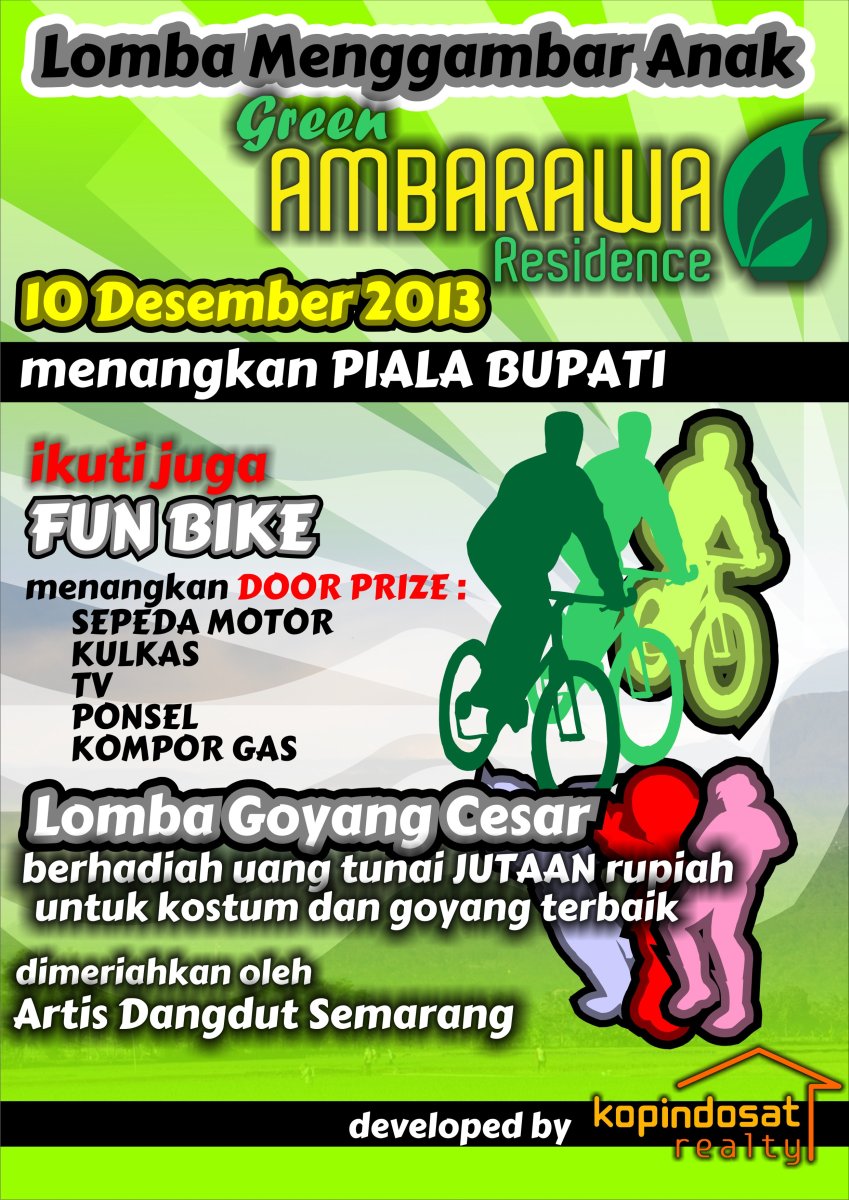 Lomba Menggambar Anak
Green
AMBARAWA
Residence
10 Desember 2013
menangkan PIALA BUPATI
ikuti juga
FUN BIKE
menangkan DOOR PRIZE :
SEPEDA MOTOR
KULKAS
TV
PONSEL
KOMPOR GAS
Lomba Goyang Cesar
berhadiah uang tunai JUTAAN rupiah
untuk kostum dan goyang terbaik
dimeriahkan oleh
Artis Dangdut Semarang
developed by kopindosat
realty